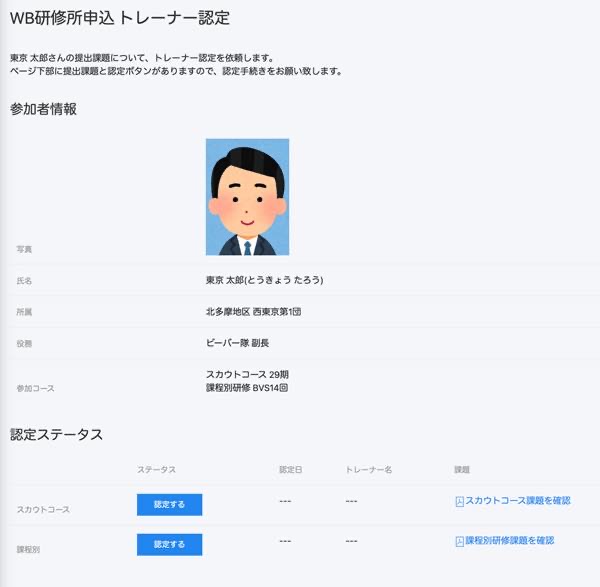 WB研修所申込 トレーナー認定
東京 太郎さんの提出課題について、トレーナー認定を依頼します。
ページ下部に提出課題と認定ボタンがありますので、認定手続きをお願い致します。
参加者情報
写真
氏名 東京 太郎(とうきょう たろう)
所属 北多摩地区 西東京第1団
役務 ビーバー隊 副長
スカウトコース 29期
参加コース 課程別研修 BVS14回
認定ステータス
ステータス 認定日 トレーナー名 課題
スカウトコース 認定する --- --- スカウトコース課題を確認
課程別 認定する --- --- 課程別研修課題を確認